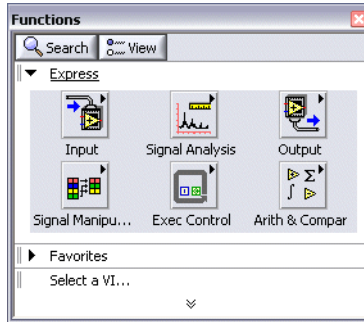 Functions
Search View
Express
Input Signal Analysis Output
Signal Manipu... Exec Control Arith & Compar
Favorites
Select a VI...